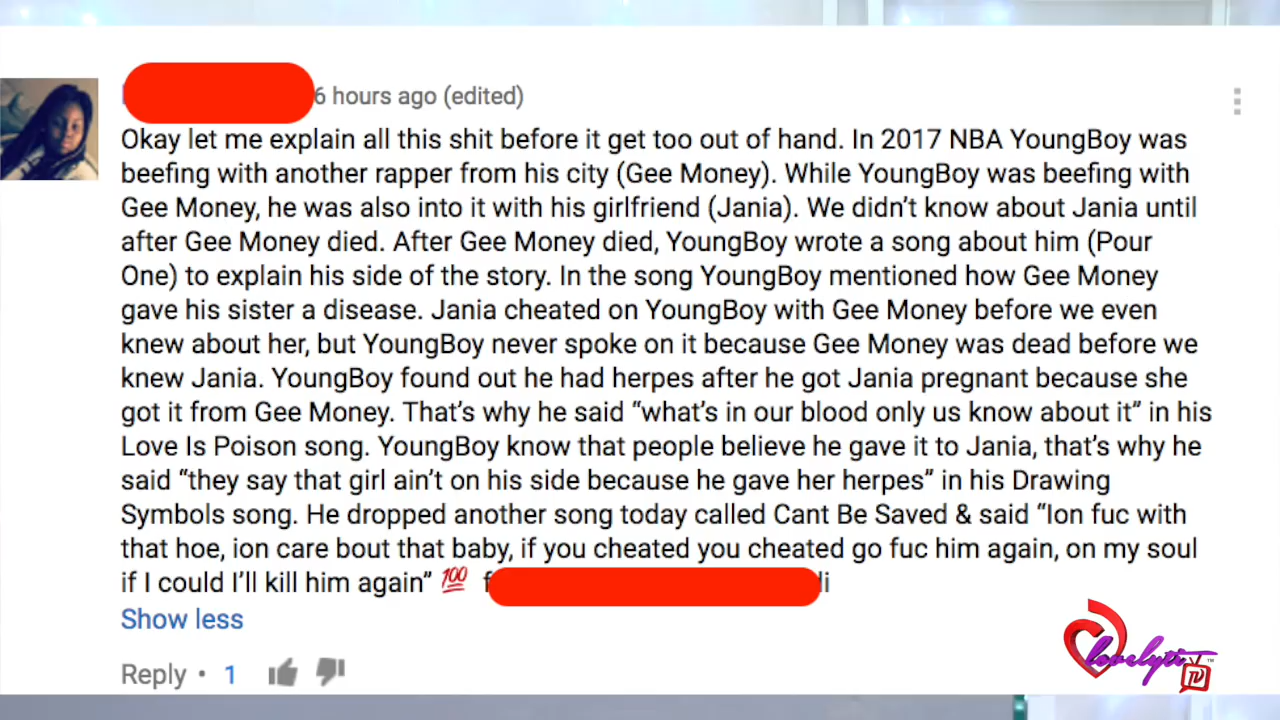 6 hours ago (edited)
Okay let me explain all this shit before it get too out of hand. In 2017 NBA YoungBoy was
beefing with another rapper from his city (Gee Money). While YoungBoy was beefing with
Gee Money, he was also into it with his girlfriend (Jania). We didn't know about Jania until
after Gee Money died. After Gee Money died, YoungBoy wrote a song about him (Pour
One) to explain his side of the story. In the song YoungBoy mentioned how Gee Money
gave his sister a disease. Jania cheated on YoungBoy with Gee Money before we even
knew about her, but YoungBoy never spoke on it because Gee Money was dead before we
knew Jania. YoungBoy found out he had herpes after he got Jania pregnant because she
got it from Gee Money. That's why he said “what's in our blood only us know about it” in his
Love Is Poison song. YoungBoy know that people believe he gave it to Jania, that's why he
said “they say that girl ain't on his side because he gave her herpes” in his Drawing
Symbols song. He dropped another song today called Cant Be Saved & said “Ion fuc with
that hoe, ion care bout that baby, if you cheated you cheated go fuc him again, on my soul
if I could I'll kill him again” 💯
Show less
Reply • 1
lovelyti TV